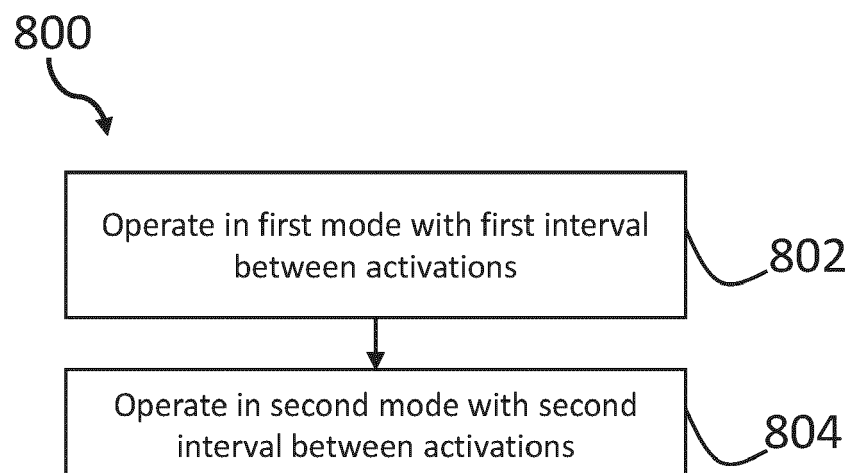 800
Operate in first mode with first interval
between activations
802
Operate in second mode with second
interval between activations
804